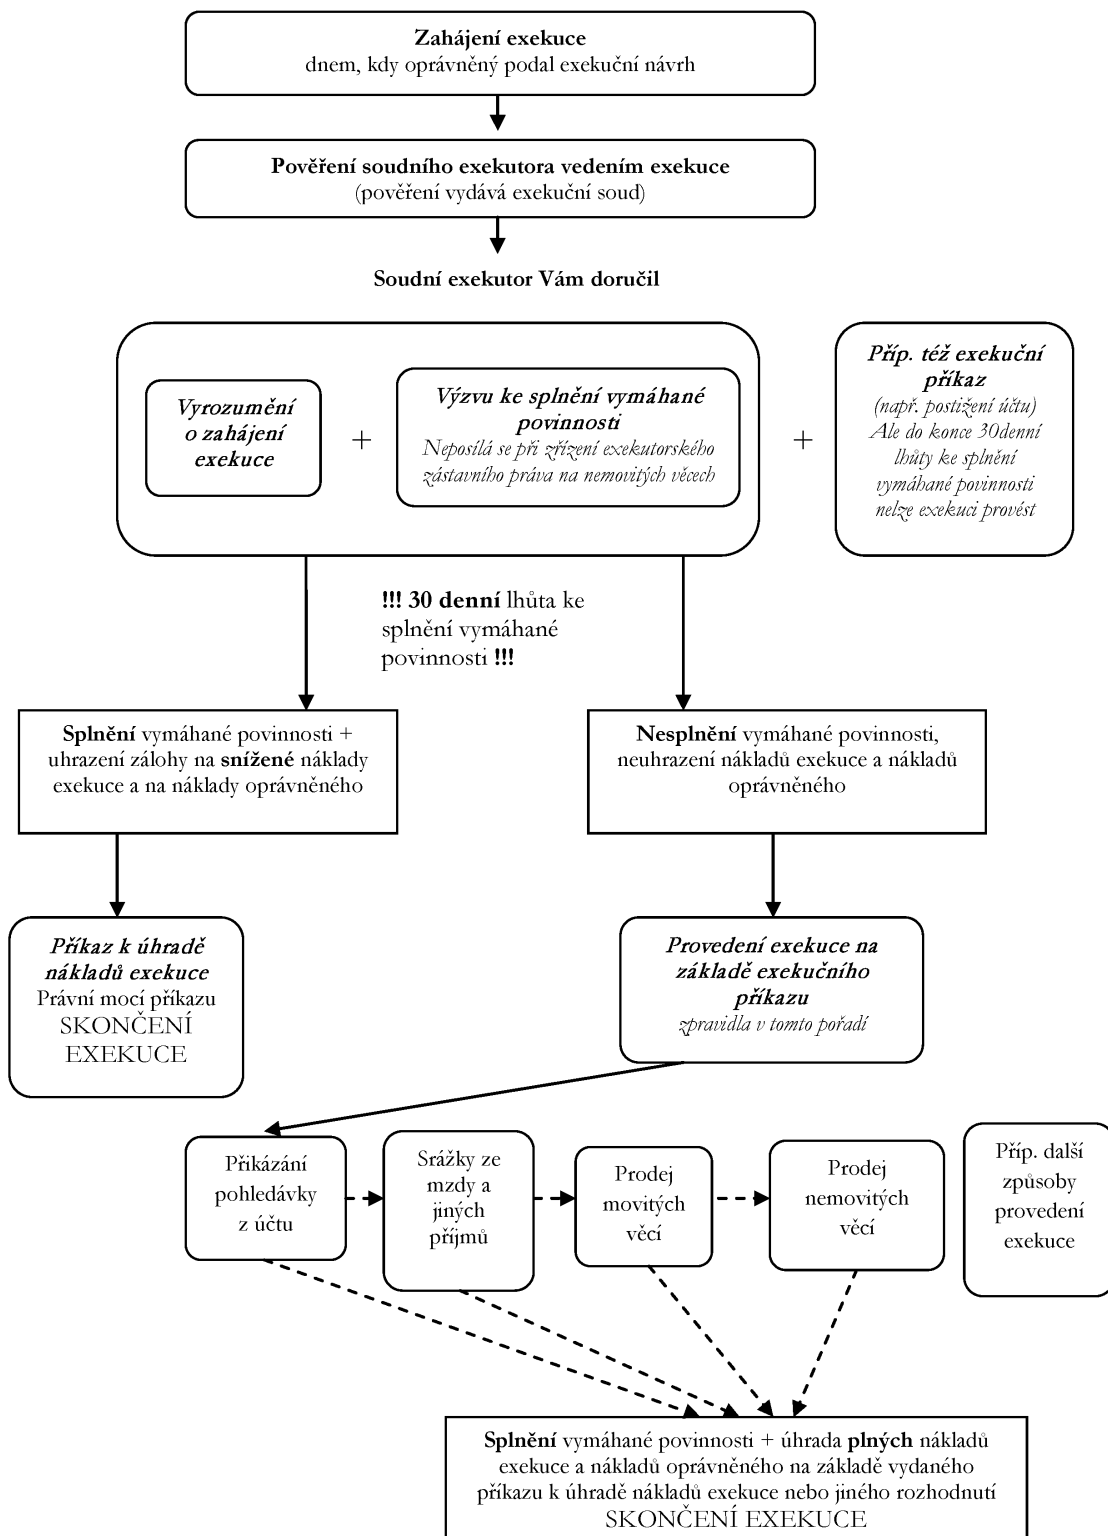 Zahájení exekuce
dnem, kdy oprávněný podal exekuční návrh
Pověření soudního exekutora vedením exekuce
(pověření vydává exekuční soud)
Soudní exekutor Vám doručil
Vyrozumění
o zahájení
exekuce
+
Výzvu ke splnění vymáhané
povinnosti
Neposílá se při zřízení exekutorského
zástavního práva na nemovitých věcech
+
Příp. též exekuční
příkaz
(např. postižení účtu)
Ale do konce 30denní
lhůty ke splnění
vymáhané povinnosti
nelze exekuci provést
!!! 30 denní lhůta ke
splnění vymáhané
povinnosti !!!
Splnění vymáhané povinnosti +
uhrazení zálohy na snížené náklady
exekuce a na náklady oprávněného
Nesplnění vymáhané povinnosti,
neuhrazení nákladů exekuce a nákladů
oprávněného
Příkaz k úhradě
nákladů exekuce
Právní mocí příkazu
SKONČENÍ
EXEKUCE
Provedení exekuce na
základě exekučního
příkazu
zpravidla v tomto pořadí
Přikázání
pohledávky
z účtu
Srážky ze
mzdy a
jiných
příjmů
Prodej
movitých
věcí
Prodej
nemovitých
věcí
Příp. další
způsoby
provedení
exekuce
Splnění vymáhané povinnosti + úhrada plných nákladů
exekuce a nákladů oprávněného na základě vydaného
příkazu k úhradě nákladů exekuce nebo jiného rozhodnutí
SKONČENÍ EXEKUCE